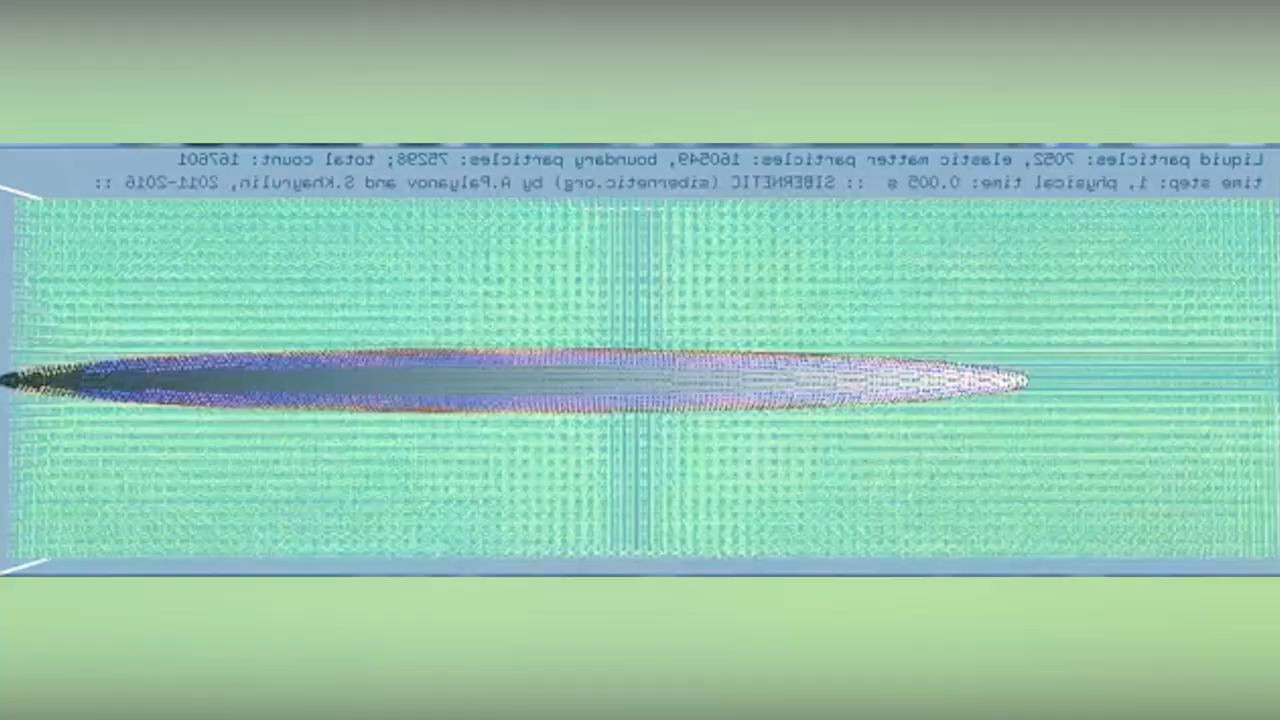 Liquid particles: 7052, elastic matter particles: 160549, boundary particles: 75298; total count: 167601
time step: 1, physical time: 0.005 s :: SIBERNETIC (sibernetic.org) by A.Palyanov and S.Khayrulin, 2011-2016 ::